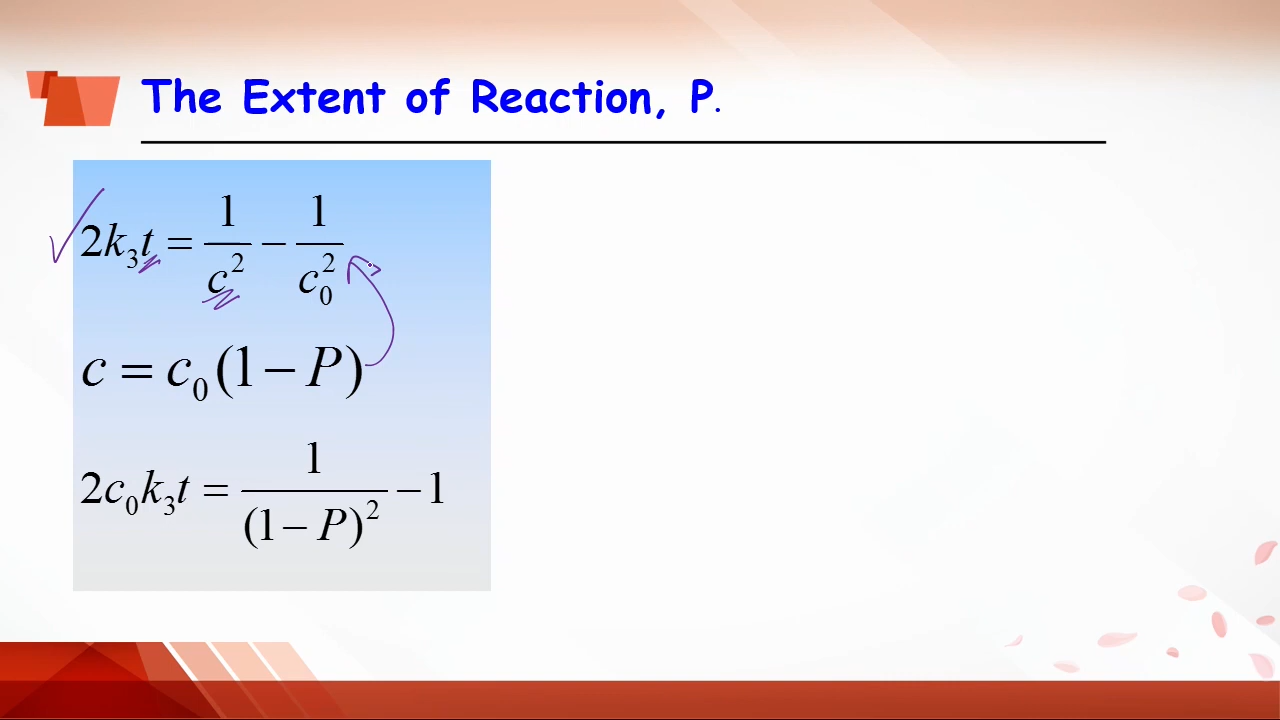 The Extent of Reaction, P.
2k₃t = 1/c² − 1/c₀²
c = c₀(1 − P)
2c₀k₃t = 1/(1 − P)² − 1